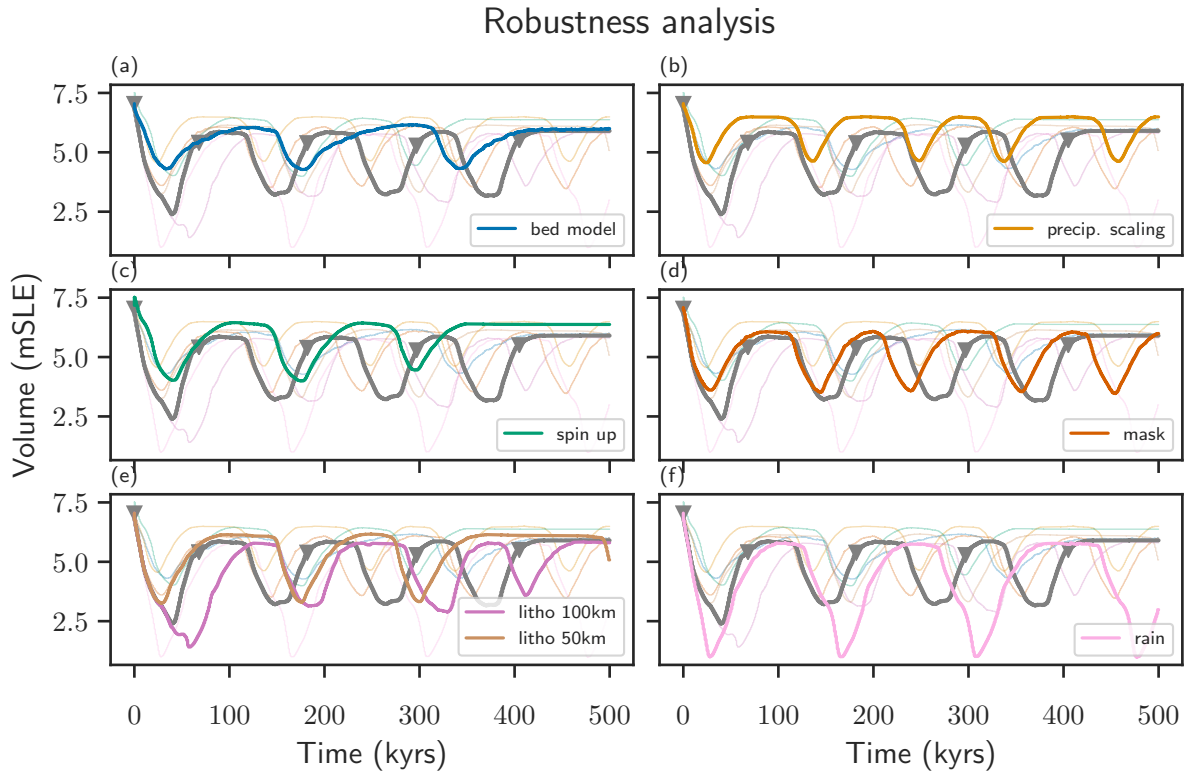 Robustness analysis
(a)
(b)
7.5
5.0
2.5
bed model
precip. scaling
(c)
(d)
7.5
5.0
2.5
spin up
mask
Volume (mSLE)
(e)
(f)
7.5
5.0
2.5
litho 100km
litho 50km
rain
0 100 200 300 400 500
0 100 200 300 400 500
Time (kyrs)
Time (kyrs)